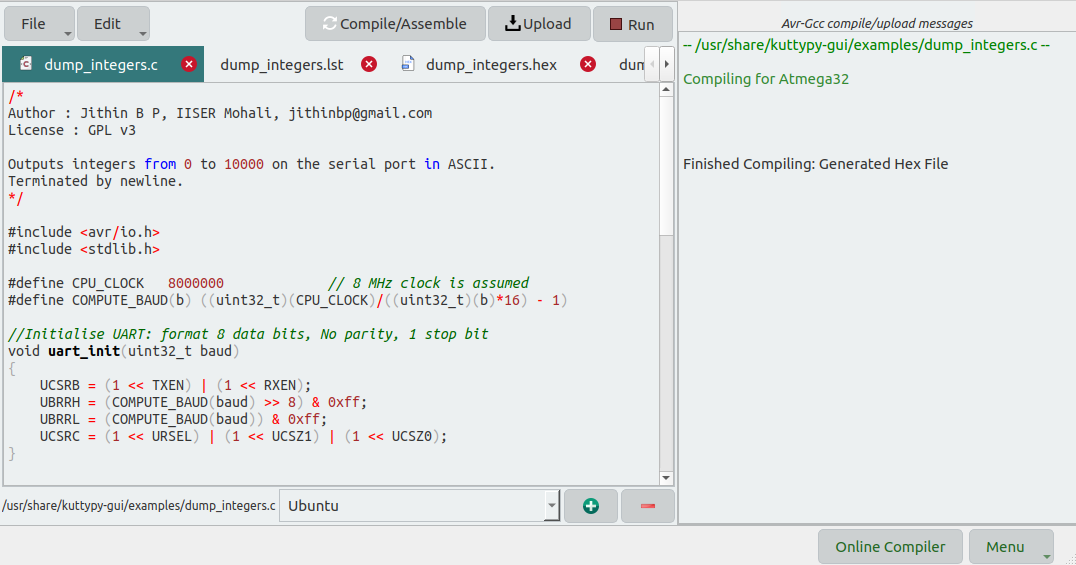 File
Edit
Compile/Assemble
Upload
Run
dump_integers.c
dump_integers.lst
dump_integers.hex
dum
/*
Author : Jithin B P, IISER Mohali, jithinbp@gmail.com
License : GPL v3
Outputs integers from 0 to 10000 on the serial port in ASCII.
Terminated by newline.
*/
#include <avr/io.h>
#include <stdlib.h>
#define CPU_CLOCK   8000000             // 8 MHz clock is assumed
#define COMPUTE_BAUD(b) ((uint32_t)(CPU_CLOCK)/((uint32_t)(b)*16) - 1)
//Initialise UART: format 8 data bits, No parity, 1 stop bit
void uart_init(uint32_t baud)
{
    UCSRB = (1 << TXEN) | (1 << RXEN);
    UBRRH = (COMPUTE_BAUD(baud) >> 8) & 0xff;
    UBRRL = (COMPUTE_BAUD(baud)) & 0xff;
    UCSRC = (1 << URSEL) | (1 << UCSZ1) | (1 << UCSZ0);
}
/usr/share/kuttypy-gui/examples/dump_integers.c
Ubuntu
Avr-Gcc compile/upload messages
-- /usr/share/kuttypy-gui/examples/dump_integers.c --
Compiling for Atmega32
Finished Compiling: Generated Hex File
Online Compiler
Menu